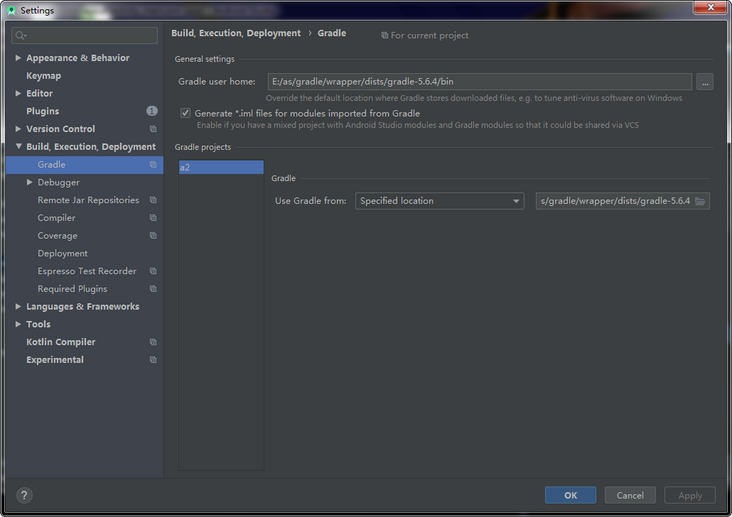 Settings
Build, Execution, Deployment › Gradle
For current project
Appearance & Behavior
Keymap
Editor
Plugins
1
Version Control
Build, Execution, Deployment
Gradle
Debugger
Remote Jar Repositories
Compiler
Coverage
Deployment
Espresso Test Recorder
Required Plugins
Languages & Frameworks
Tools
Kotlin Compiler
Experimental
General settings
Gradle user home:
E:/as/gradle/wrapper/dists/gradle-5.6.4/bin
...
Override the default location where Gradle stores downloaded files, e.g. to tune anti-virus software on Windows
Generate *.iml files for modules imported from Gradle
Enable if you have a mixed project with Android Studio modules and Gradle modules so that it could be shared via VCS
Gradle projects
a2
Gradle
Use Gradle from:
Specified location
s/gradle/wrapper/dists/gradle-5.6.4
?
OK
Cancel
Apply